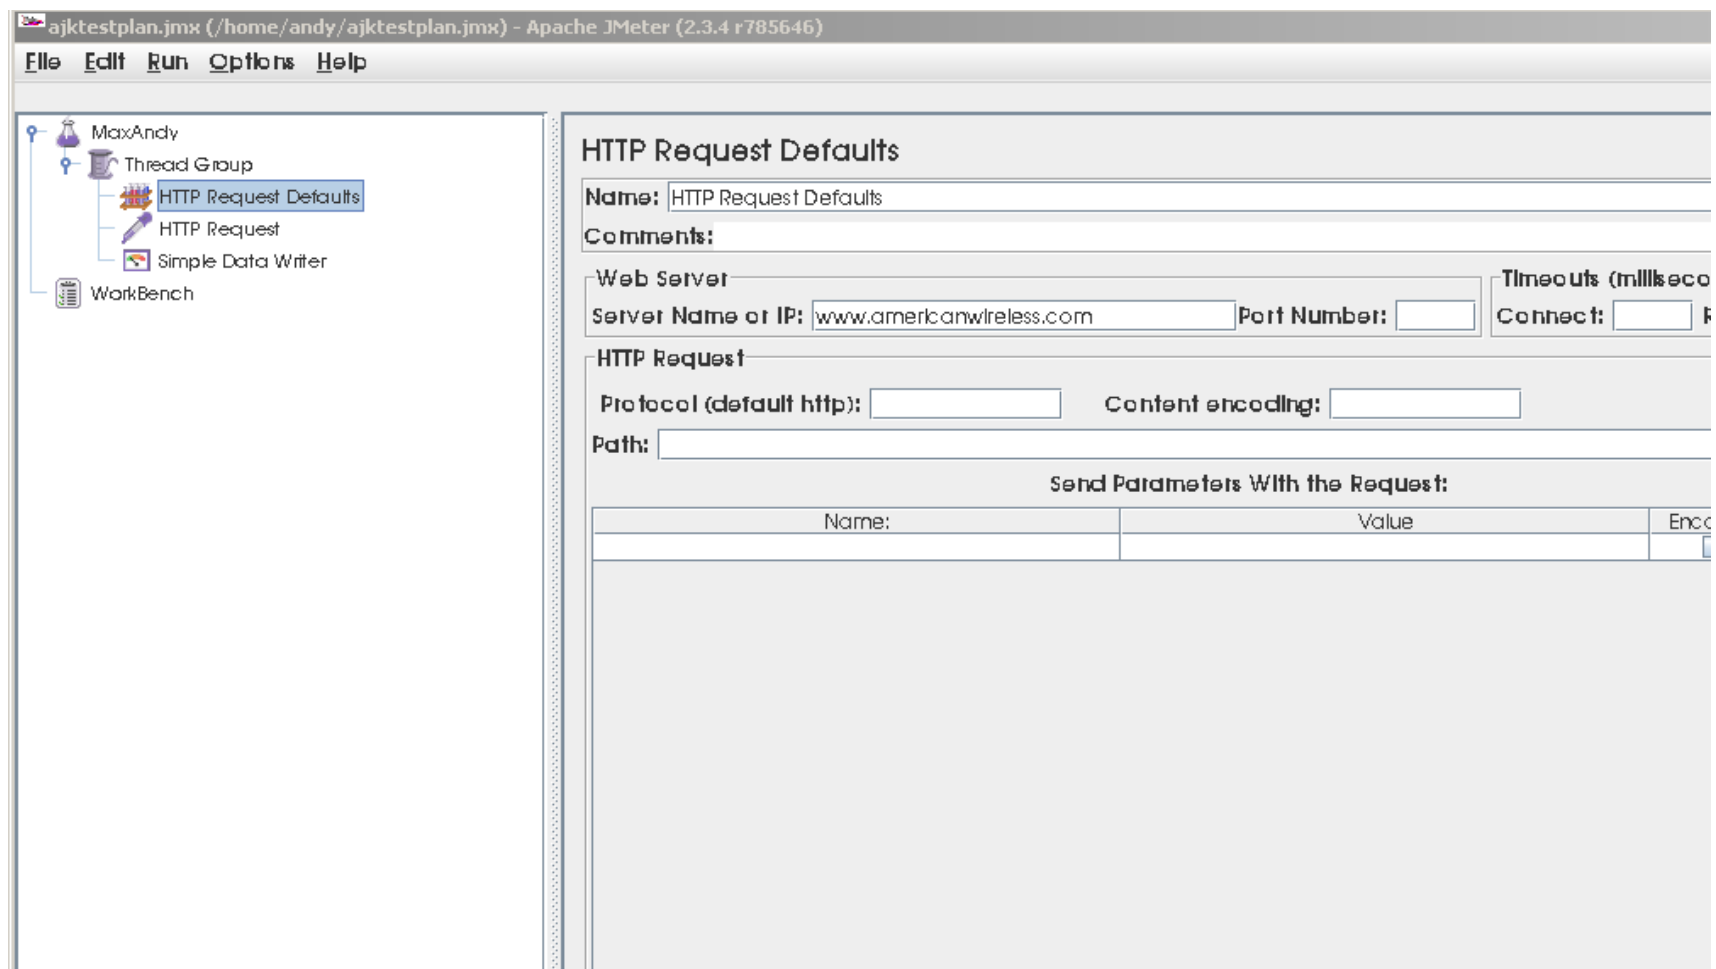 ajktestplan.jmx (/home/andy/ajktestplan.jmx) - Apache JMeter (2.3.4 r785646)
File Edit Run Options Help
MaxAndy
Thread Group
HTTP Request Defaults
HTTP Request
Simple Data Writer
WorkBench
HTTP Request Defaults
Name: HTTP Request Defaults
Comments:
Web Server
Server Name or IP: www.americanwireless.com Port Number:
Timeouts (milliseco
Connect: R
HTTP Request
Protocol (default http): Content encoding:
Path:
Send Parameters With the Request:
Name: Value Enco